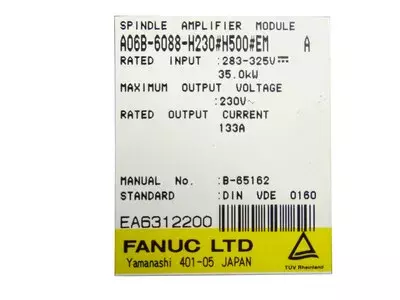 SPINDLE AMPLIFIER MODULE
A06B-6088-H230#H500#EM A
RATED INPUT :283-325V⎓
35.0kW
MAXIMUM OUTPUT VOLTAGE
:230V~
RATED OUTPUT CURRENT
133A
MANUAL No. :B-65162
STANDARD :DIN VDE 0160
EA6312200
FANUC LTD
Yamanashi 401-05 JAPAN
TÜV Rheinland